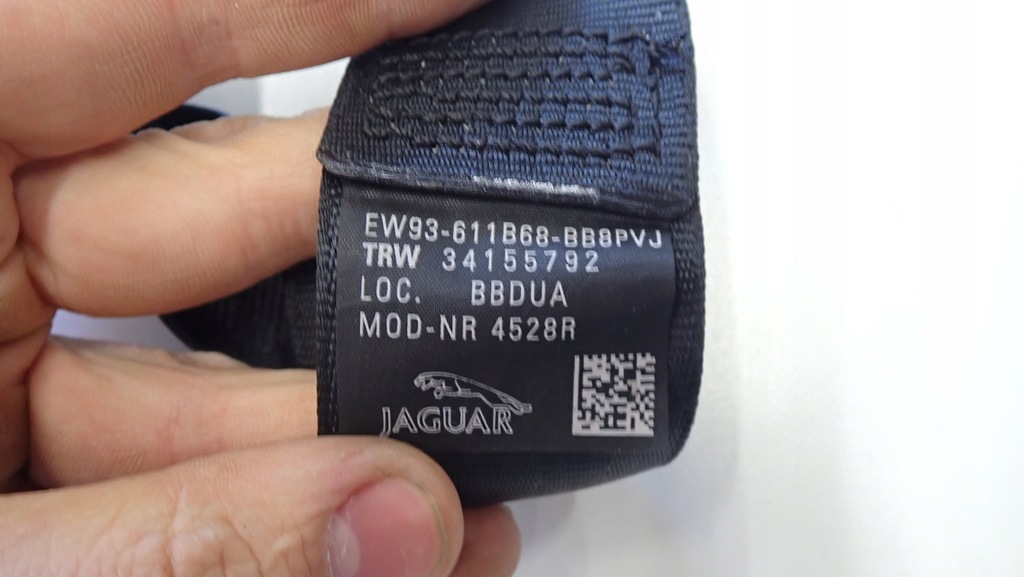 EW93-611B68-BB8PVJ
TRW 34155792
LOC. BBDUA
MOD-NR 4528R
JAGUAR